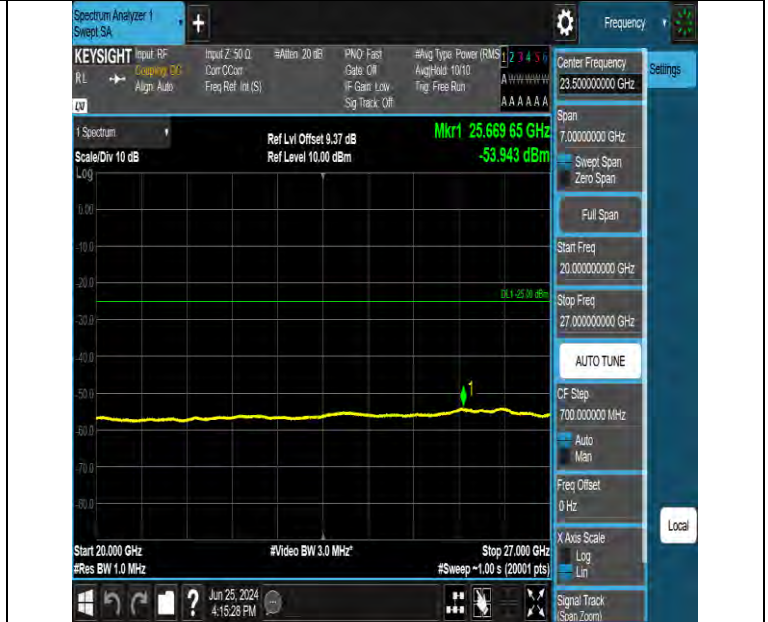 Spectrum Analyzer 1
Swept SA
Frequency
KEYSIGHT
RL
Input: RF
Coupling: DC
Align: Auto
Input Z: 50 Ω
Corr CCorr
Freq Ref: Int (S)
#Atten: 20 dB
PNO: Fast
Gate: Off
IF Gain: Low
Sig Track: Off
#Avg Type: Power (RMS
Avg|Hold: 10/10
Trig: Free Run
1 2 3 4 5 6
A W W W W W
A A A A A A
LXI
1 Spectrum
Scale/Div 10 dB
Log
Ref Lvl Offset 9.37 dB
Ref Level 10.00 dBm
Mkr1 25.669 65 GHz
-53.943 dBm
0.00
-10.0
-20.0
-30.0
-40.0
-50.0
-60.0
-70.0
-80.0
DL1 -25.00 dBm
1
Start 20.000 GHz
#Res BW 1.0 MHz
#Video BW 3.0 MHz*
Stop 27.000 GHz
#Sweep ~1.00 s (20001 pts)
Jun 25, 2024
4:15:28 PM
Center Frequency
23.500000000 GHz
Span
7.00000000 GHz
Swept Span
Zero Span
Full Span
Start Freq
20.000000000 GHz
Stop Freq
27.000000000 GHz
AUTO TUNE
CF Step
700.000000 MHz
Auto
Man
Freq Offset
0 Hz
X Axis Scale
Log
Lin
Signal Track
(Span Zoom)
Settings
Local